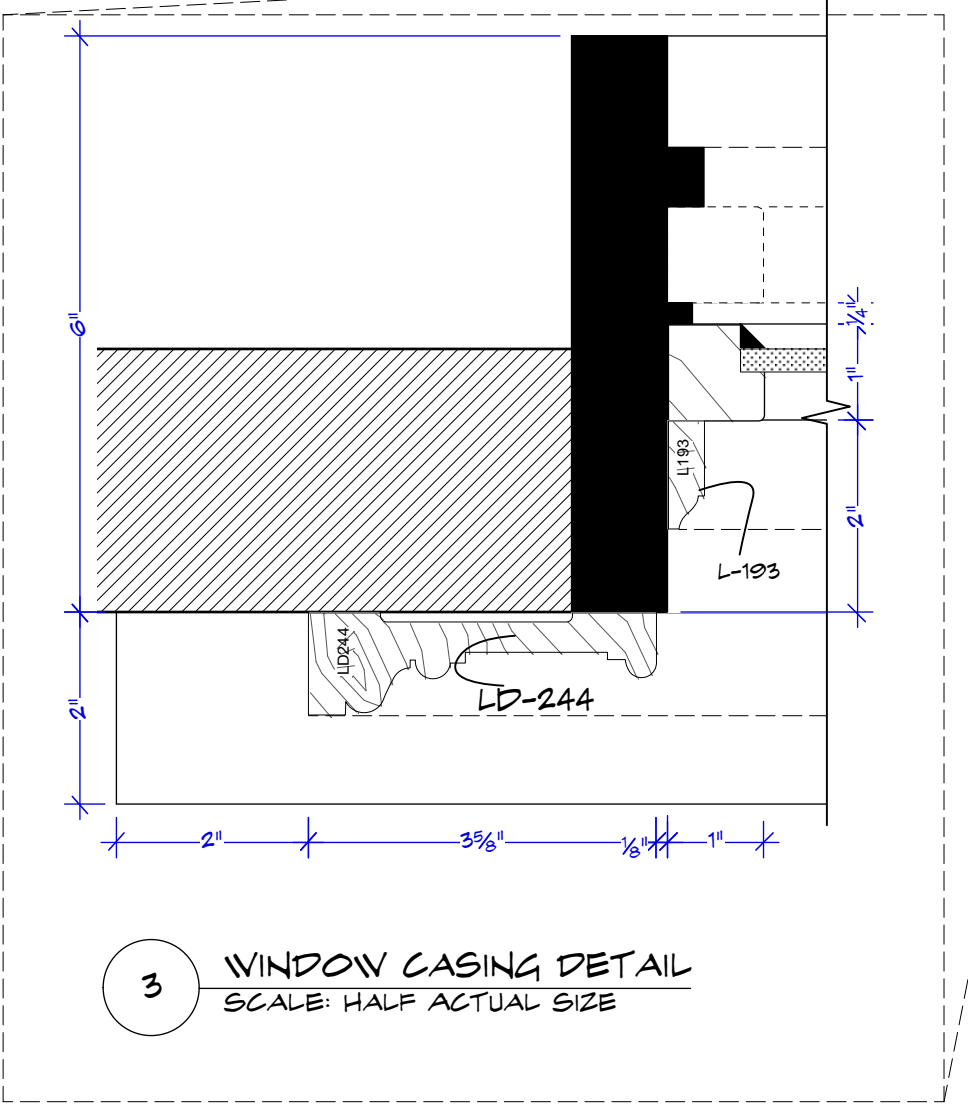 6"
1/4"
1"
L193
2"
L-193
LD244
LD-244
2"
2"
3 5/8"
1/8"
1"
3
WINDOW CASING DETAIL
SCALE: HALF ACTUAL SIZE